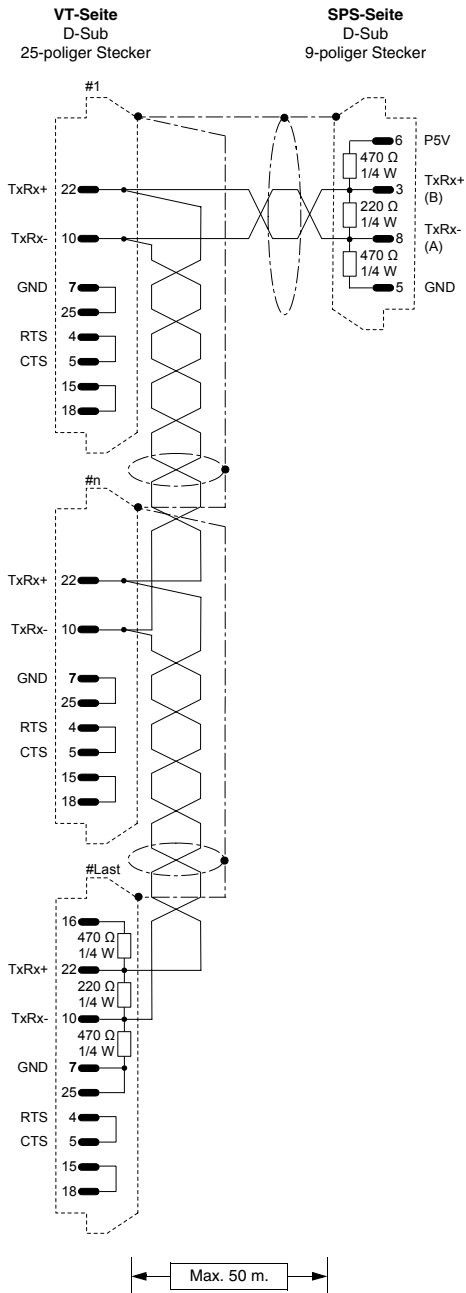 VT-Seite
D-Sub
25-poliger Stecker
SPS-Seite
D-Sub
9-poliger Stecker
#1
TxRx+ 22
TxRx- 10
GND 7
25
RTS 4
CTS 5
15
18
6 P5V
470 Ω
1/4 W
3 TxRx+
(B)
220 Ω
1/4 W
8 TxRx-
(A)
470 Ω
1/4 W
5 GND
#n
TxRx+ 22
TxRx- 10
GND 7
25
RTS 4
CTS 5
15
18
#Last
16
470 Ω
1/4 W
TxRx+ 22
220 Ω
1/4 W
TxRx- 10
470 Ω
1/4 W
GND 7
25
RTS 4
CTS 5
15
18
Max. 50 m.